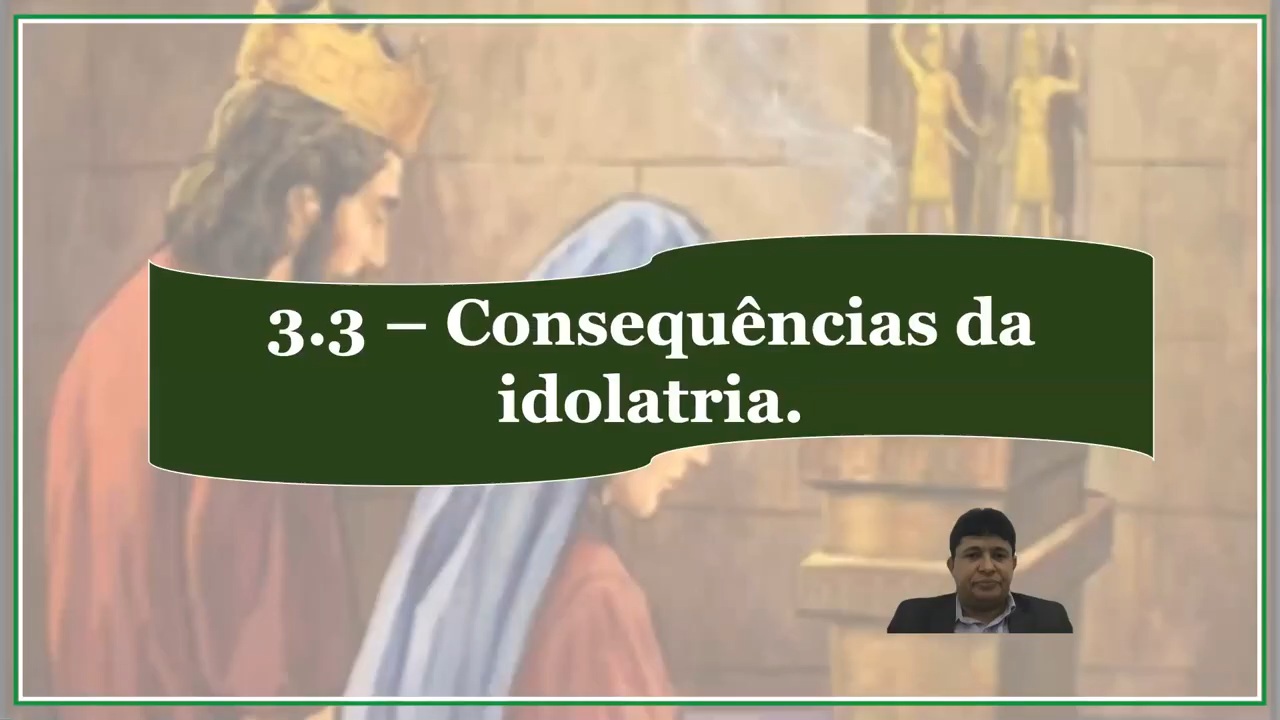 3.3 – Consequências da
idolatria.